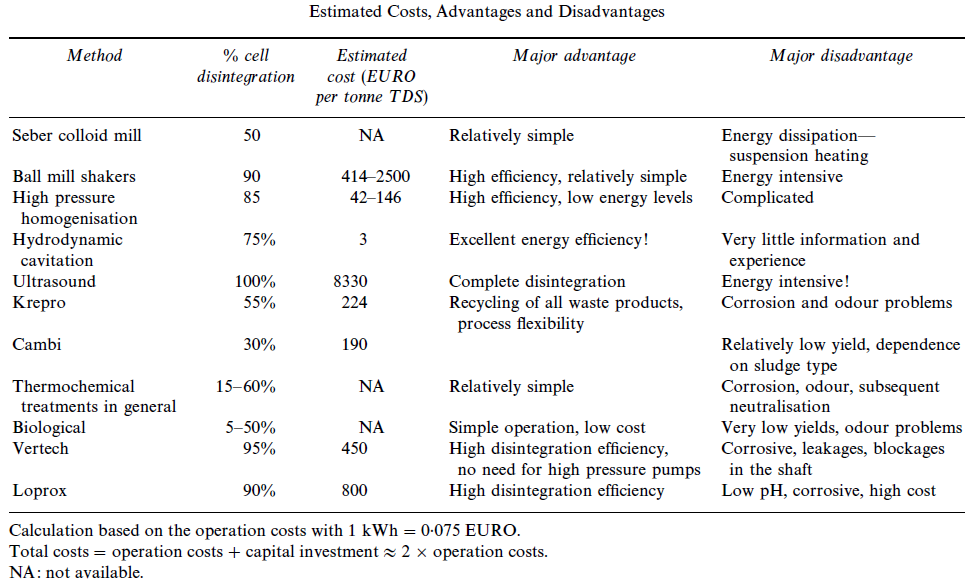 Estimated Costs, Advantages and Disadvantages
Method % cell disintegration Estimated cost (EURO per tonne TDS) Major advantage Major disadvantage
Seber colloid mill 50 NA Relatively simple Energy dissipation—
suspension heating
Ball mill shakers 90 414–2500 High efficiency, relatively simple Energy intensive
High pressure 85 42–146 High efficiency, low energy levels Complicated
homogenisation
Hydrodynamic 75% 3 Excellent energy efficiency! Very little information and
cavitation experience
Ultrasound 100% 8330 Complete disintegration Energy intensive!
Krepro 55% 224 Recycling of all waste products, Corrosion and odour problems
process flexibility
Cambi 30% 190 Relatively low yield, dependence
on sludge type
Thermochemical 15–60% NA Relatively simple Corrosion, odour, subsequent
treatments in general neutralisation
Biological 5–50% NA Simple operation, low cost Very low yields, odour problems
Vertech 95% 450 High disintegration efficiency, Corrosive, leakages, blockages
no need for high pressure pumps in the shaft
Loprox 90% 800 High disintegration efficiency Low pH, corrosive, high cost
Calculation based on the operation costs with 1 kWh = 0·075 EURO.
Total costs = operation costs + capital investment ≈ 2 × operation costs.
NA: not available.